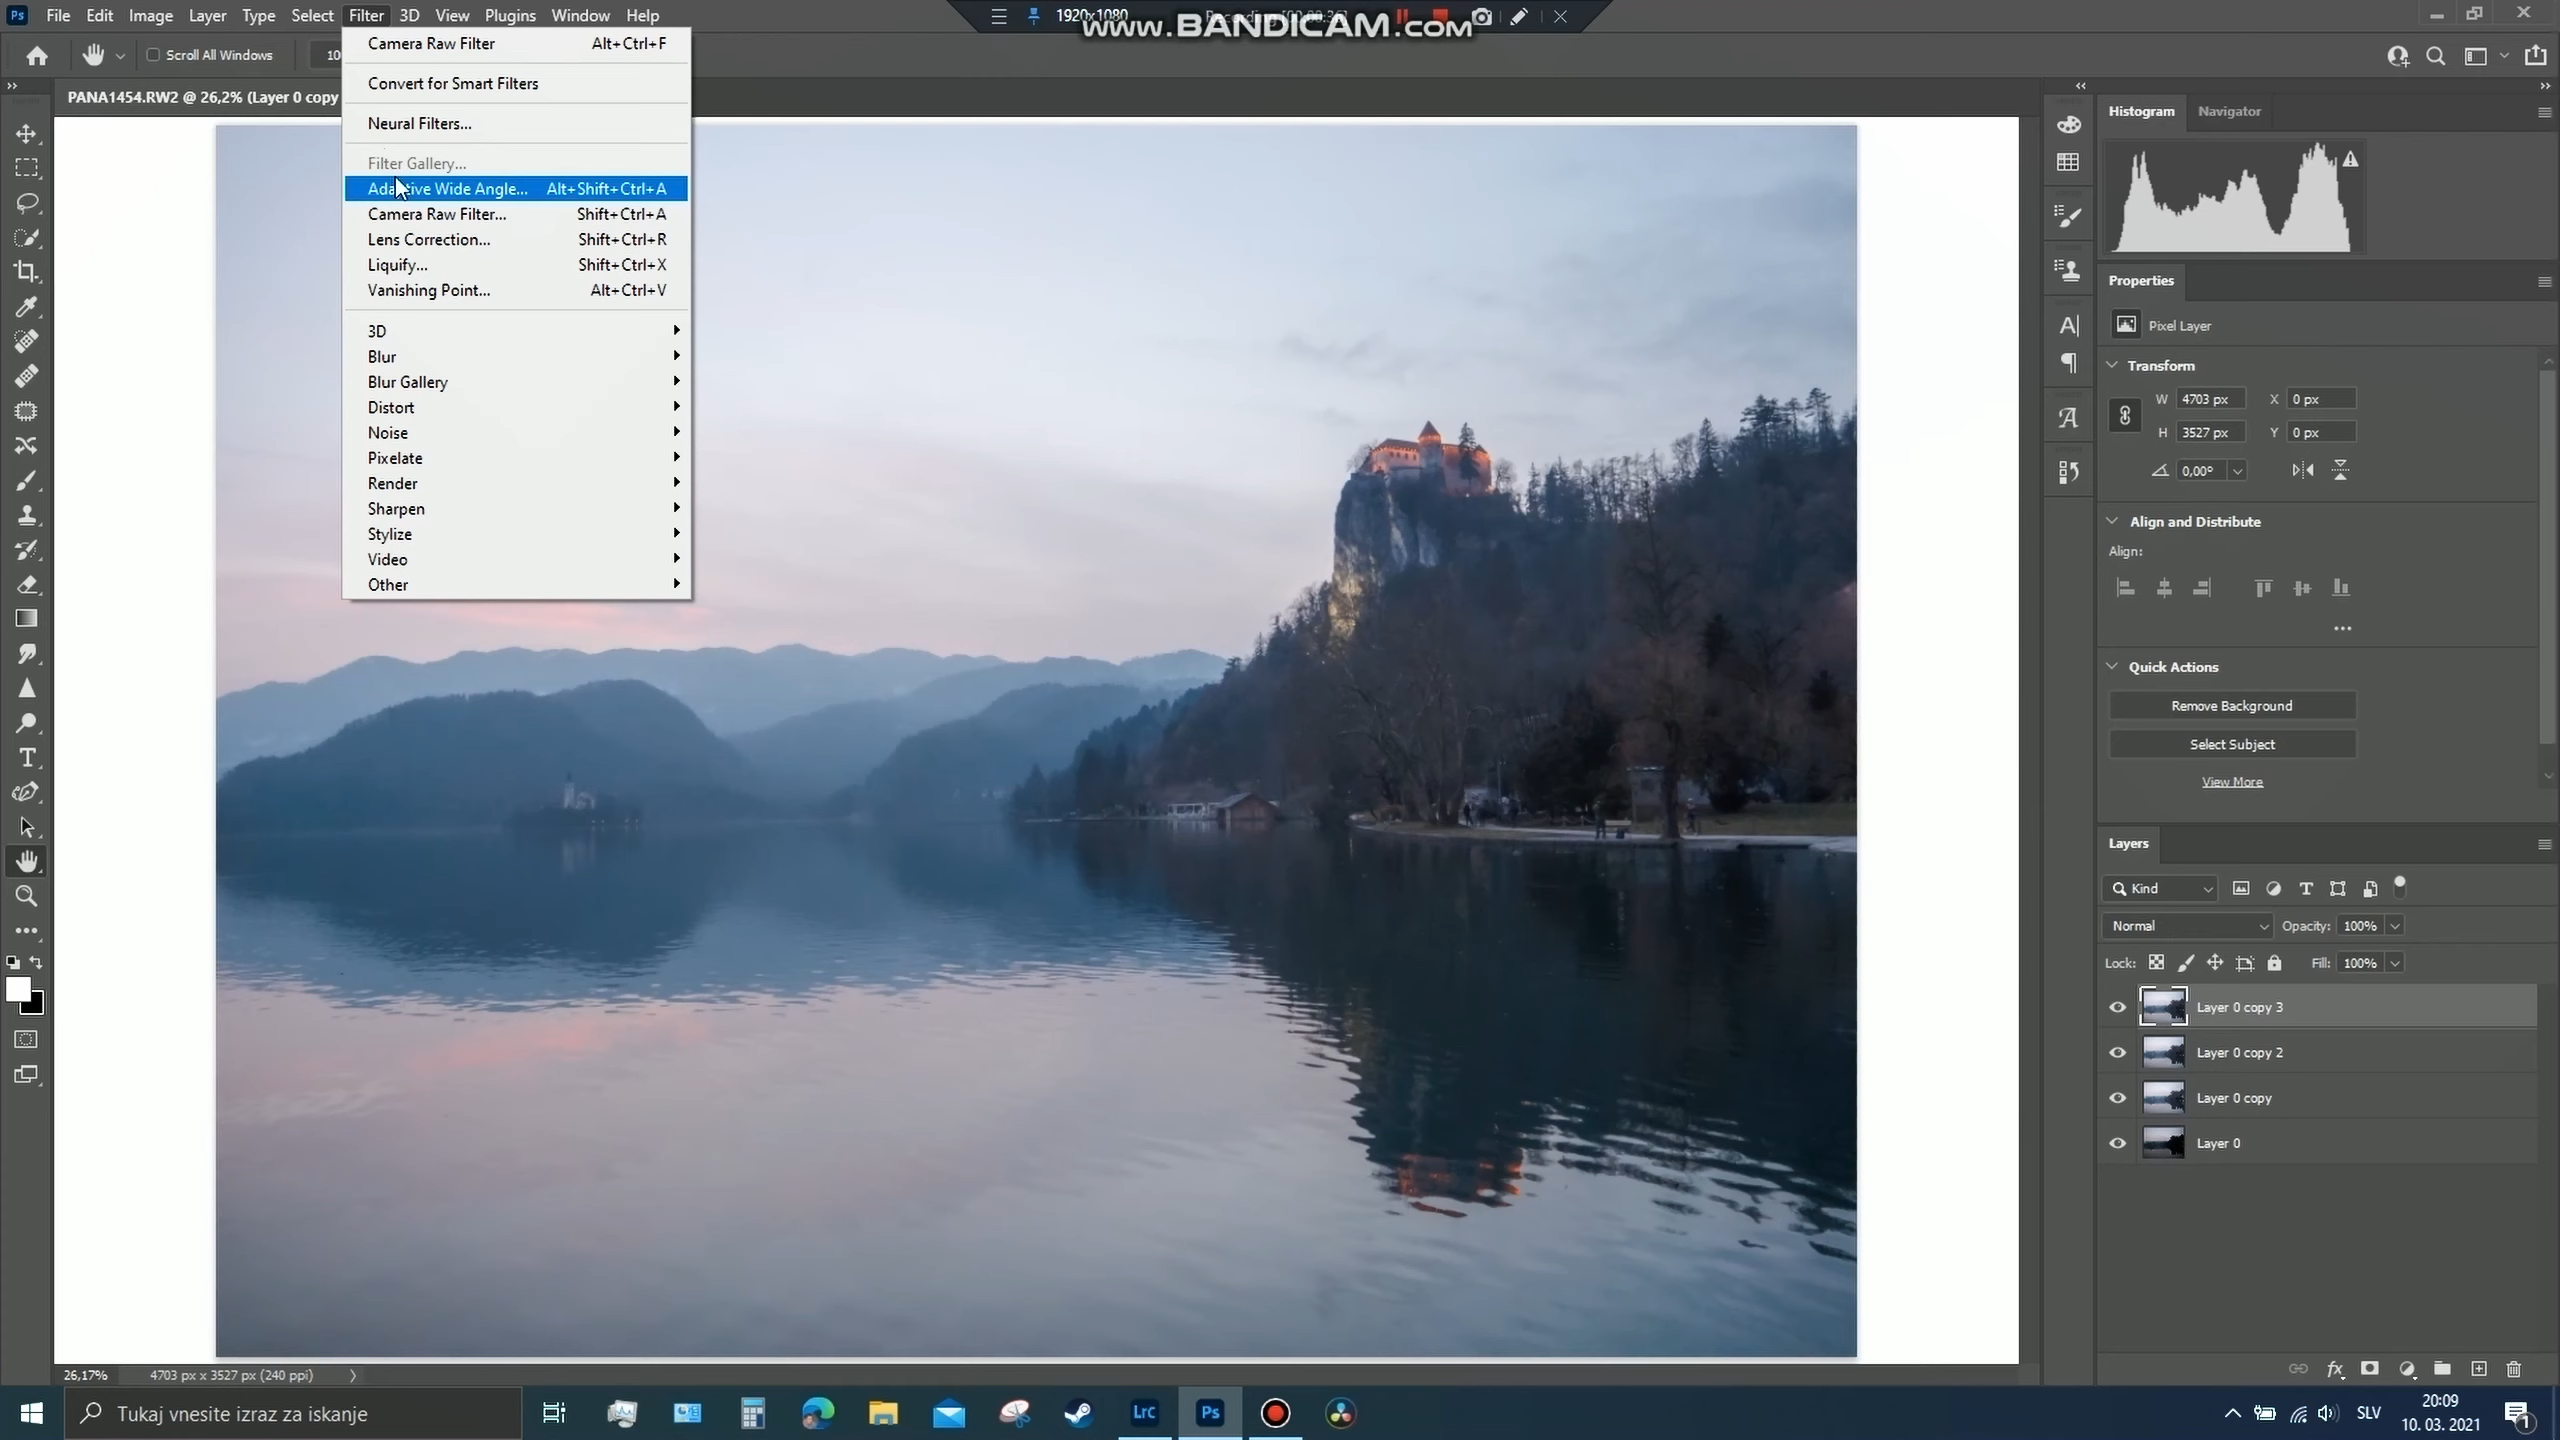 Ps File Edit Image Layer Type Select Filter 3D View Plugins Window Help
1920x1080
www.BANDICAM.com
Scroll All Windows
PANA1454.RW2 @ 26,2% (Layer 0 copy
Camera Raw Filter Alt+Ctrl+F
Convert for Smart Filters
Neural Filters...
Filter Gallery...
Adaptive Wide Angle... Alt+Shift+Ctrl+A
Camera Raw Filter... Shift+Ctrl+A
Lens Correction... Shift+Ctrl+R
Liquify... Shift+Ctrl+X
Vanishing Point... Alt+Ctrl+V
3D
Blur
Blur Gallery
Distort
Noise
Pixelate
Render
Sharpen
Stylize
Video
Other
Histogram Navigator
Properties
Pixel Layer
Transform
W 4703 px X 0 px
H 3527 px Y 0 px
0,00°
Align and Distribute
Align:
Quick Actions
Remove Background
Select Subject
View More
Layers
Kind
Normal Opacity: 100%
Lock: Fill: 100%
Layer 0 copy 3
Layer 0 copy 2
Layer 0 copy
Layer 0
26,17% 4703 px x 3527 px (240 ppi)
Tukaj vnesite izraz za iskanje
LrC Ps
SLV
20:09
10. 03. 2021
1